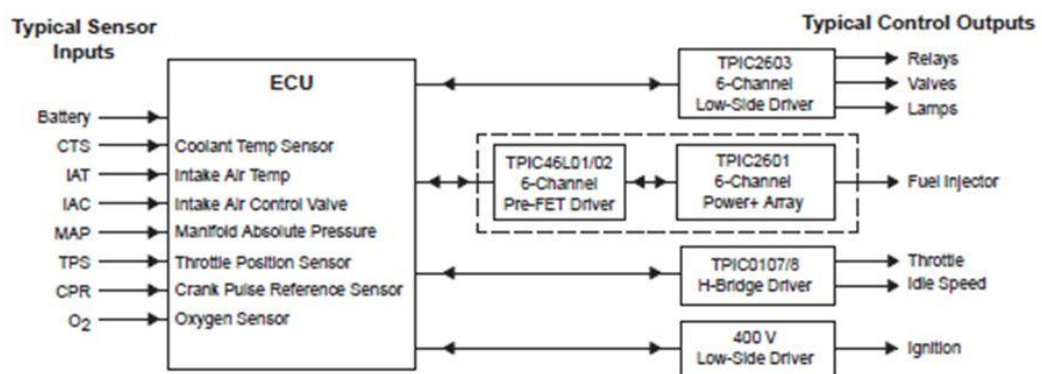 Typical Sensor
Inputs
Battery
CTS
IAT
IAC
MAP
TPS
CPR
O2
ECU
Coolant Temp Sensor
Intake Air Temp
Intake Air Control Valve
Manifold Absolute Pressure
Throttle Position Sensor
Crank Pulse Reference Sensor
Oxygen Sensor
TPIC2603
6-Channel
Low-Side Driver
TPIC46L01/02
6-Channel
Pre-FET Driver
TPIC2601
6-Channel
Power+ Array
TPIC0107/8
H-Bridge Driver
400 V
Low-Side Driver
Typical Control Outputs
Relays
Valves
Lamps
Fuel Injector
Throttle
Idle Speed
Ignition